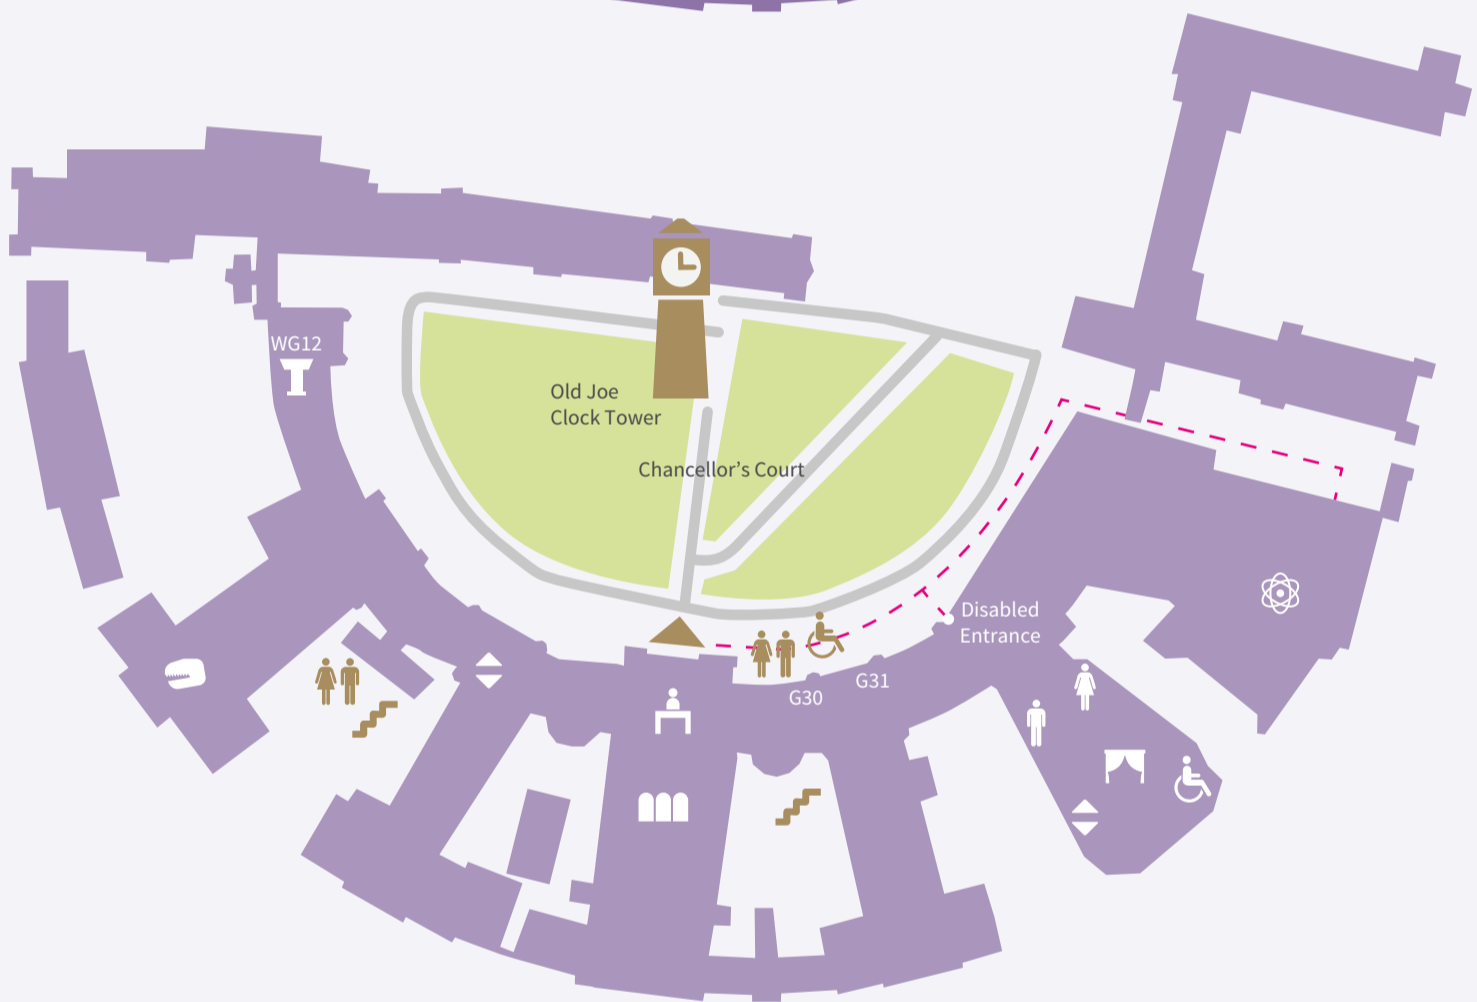 WG12
Old Joe
Clock Tower
Chancellor's Court
Disabled
Entrance
G31
G30